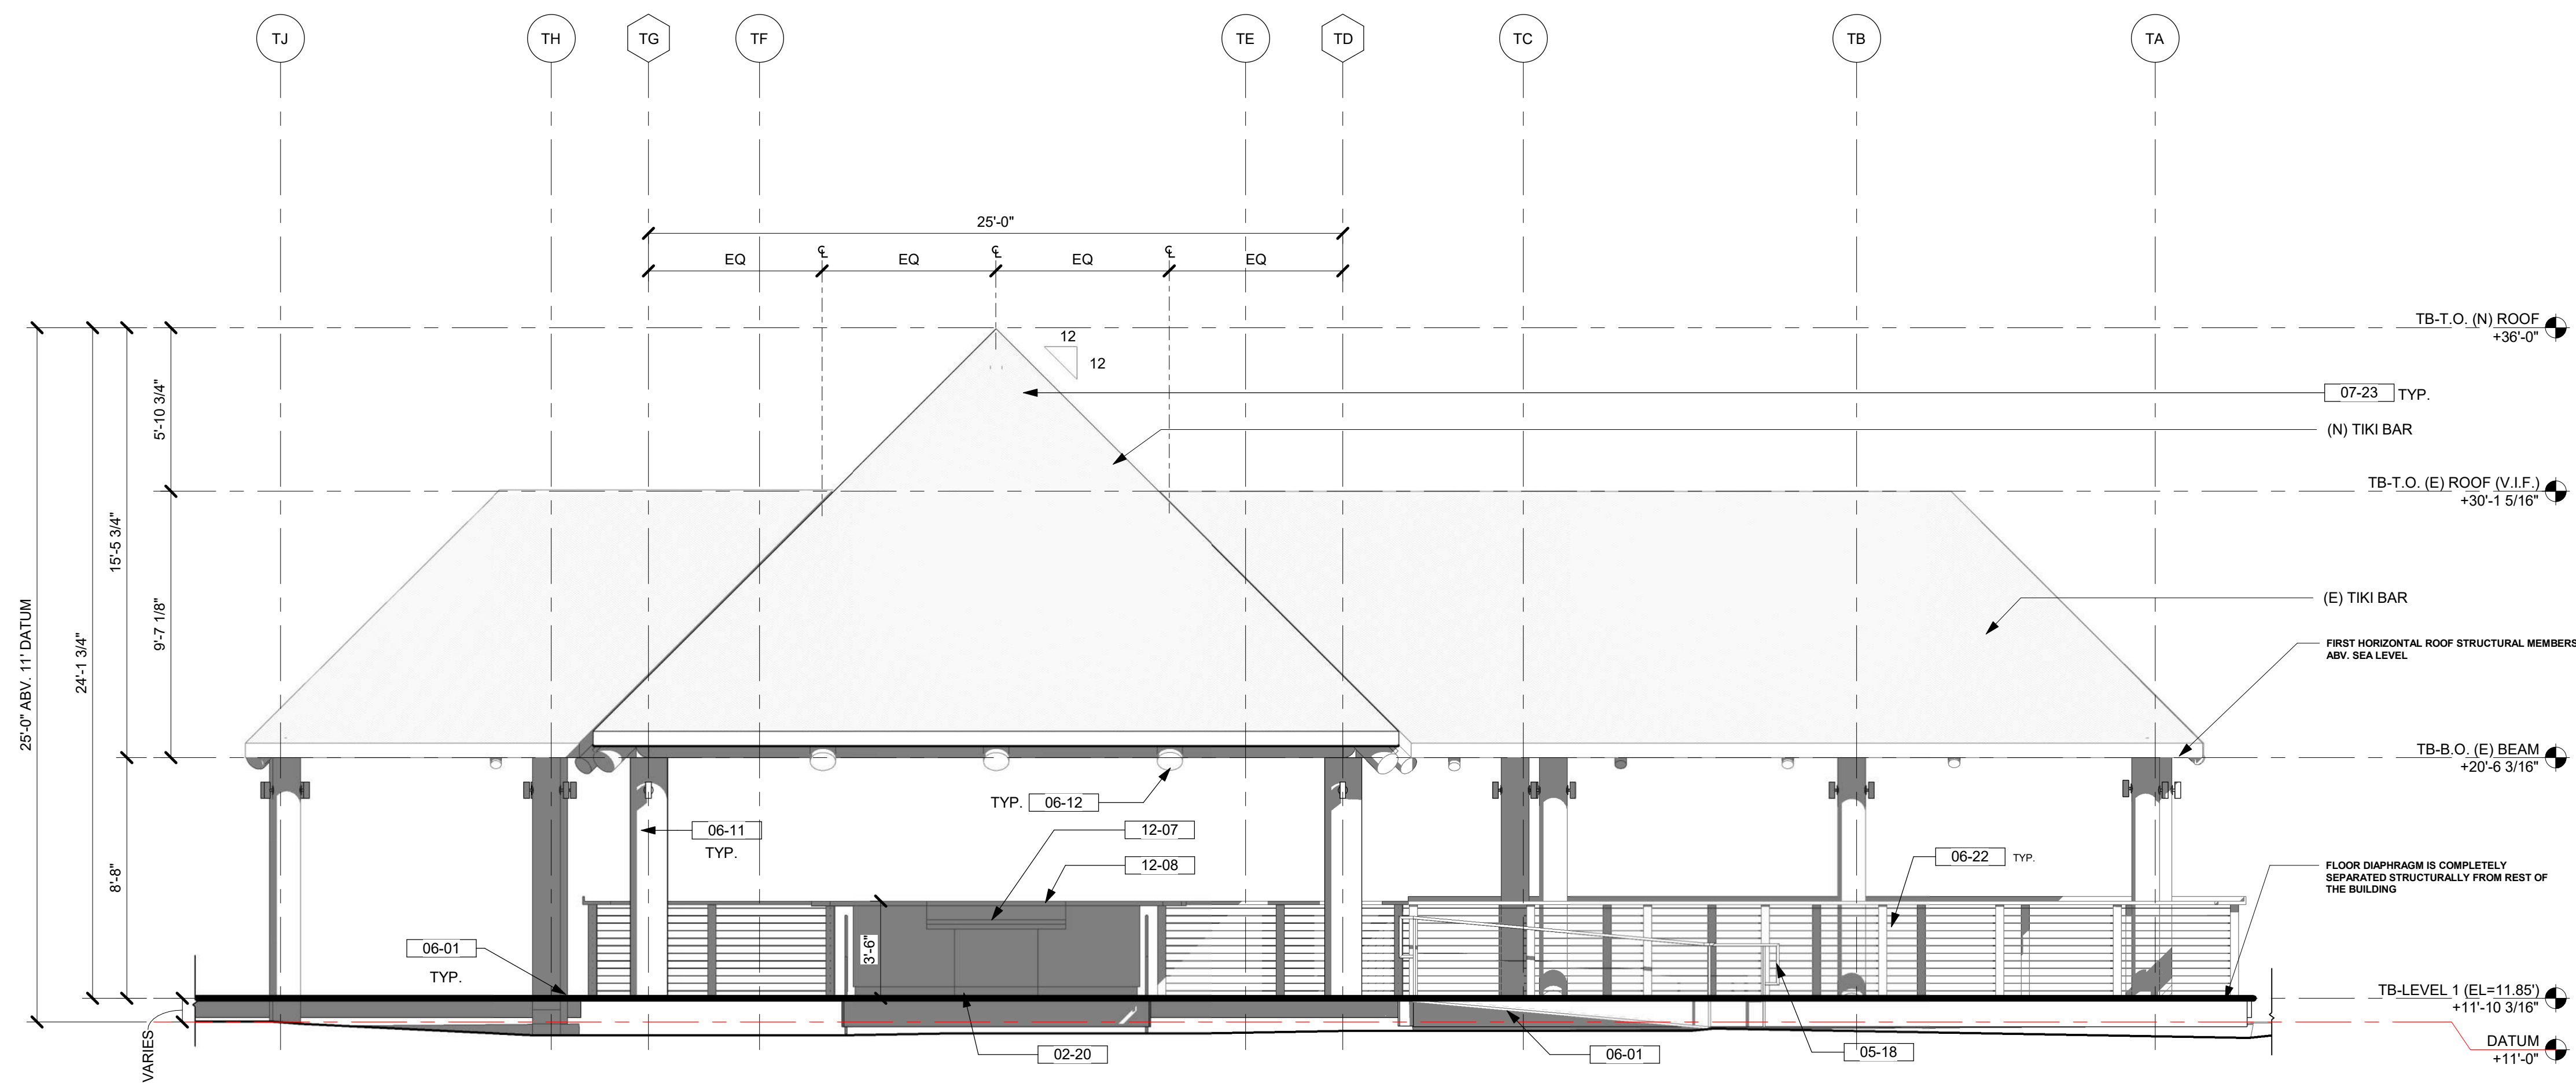 TJ
TH
TG
TF
TE
TD
TC
TB
TA
25'-0"
EQ
℄
EQ
℄
EQ
℄
EQ
12
12
TB-T.O. (N) ROOF
+36'-0"
07-23 TYP.
(N) TIKI BAR
TB-T.O. (E) ROOF (V.I.F.)
+30'-1 5/16"
(E) TIKI BAR
FIRST HORIZONTAL ROOF STRUCTURAL MEMBERS
ABV. SEA LEVEL
TB-B.O. (E) BEAM
+20'-6 3/16"
25'-0" ABV. 11' DATUM
24'-1 3/4"
15'-5 3/4"
8'-8"
5'-10 3/4"
9'-7 1/8"
VARIES
TYP. 06-12
06-11
TYP.
12-07
12-08
06-22 TYP.
FLOOR DIAPHRAGM IS COMPLETELY
SEPARATED STRUCTURALLY FROM REST OF
THE BUILDING
06-01
TYP.
3'-6"
TB-LEVEL 1 (EL=11.85')
+11'-10 3/16"
02-20
06-01
05-18
DATUM
+11'-0"